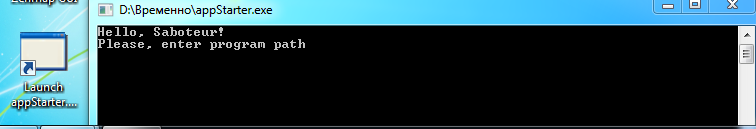 D:\Временно\appStarter.exe
Hello, Saboteur!
Please, enter program path
Launch
appStarter....